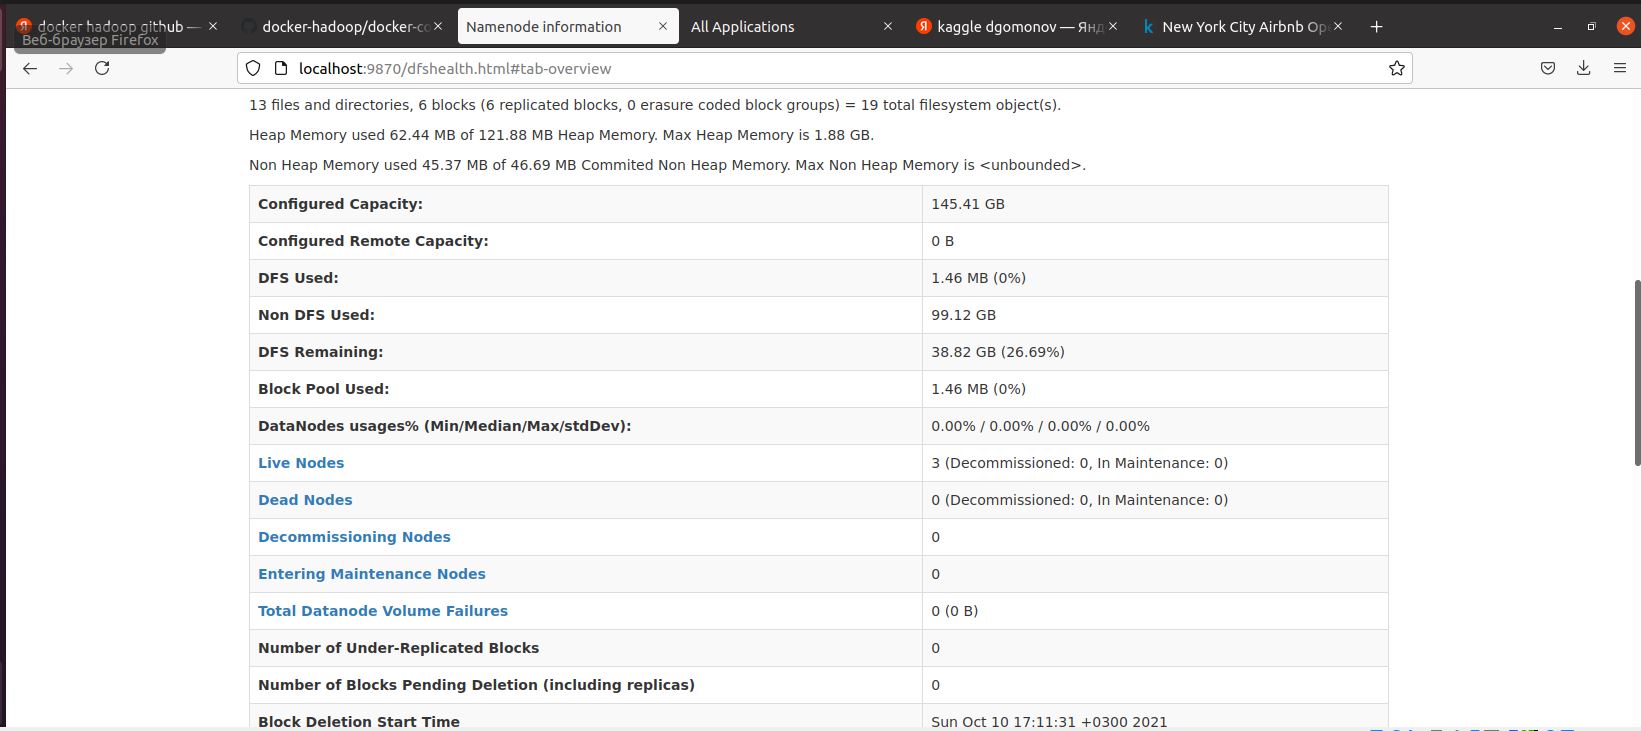 docker hadoop github —
docker-hadoop/docker-co
Namenode information
All Applications
kaggle dgomonov — Янд
New York City Airbnb Op
Веб-браузер Firefox
localhost:9870/dfshealth.html#tab-overview
13 files and directories, 6 blocks (6 replicated blocks, 0 erasure coded block groups) = 19 total filesystem object(s).
Heap Memory used 62.44 MB of 121.88 MB Heap Memory. Max Heap Memory is 1.88 GB.
Non Heap Memory used 45.37 MB of 46.69 MB Commited Non Heap Memory. Max Non Heap Memory is <unbounded>.
Configured Capacity: 145.41 GB
Configured Remote Capacity: 0 B
DFS Used: 1.46 MB (0%)
Non DFS Used: 99.12 GB
DFS Remaining: 38.82 GB (26.69%)
Block Pool Used: 1.46 MB (0%)
DataNodes usages% (Min/Median/Max/stdDev): 0.00% / 0.00% / 0.00% / 0.00%
Live Nodes 3 (Decommissioned: 0, In Maintenance: 0)
Dead Nodes 0 (Decommissioned: 0, In Maintenance: 0)
Decommissioning Nodes 0
Entering Maintenance Nodes 0
Total Datanode Volume Failures 0 (0 B)
Number of Under-Replicated Blocks 0
Number of Blocks Pending Deletion (including replicas) 0
Block Deletion Start Time Sun Oct 10 17:11:31 +0300 2021